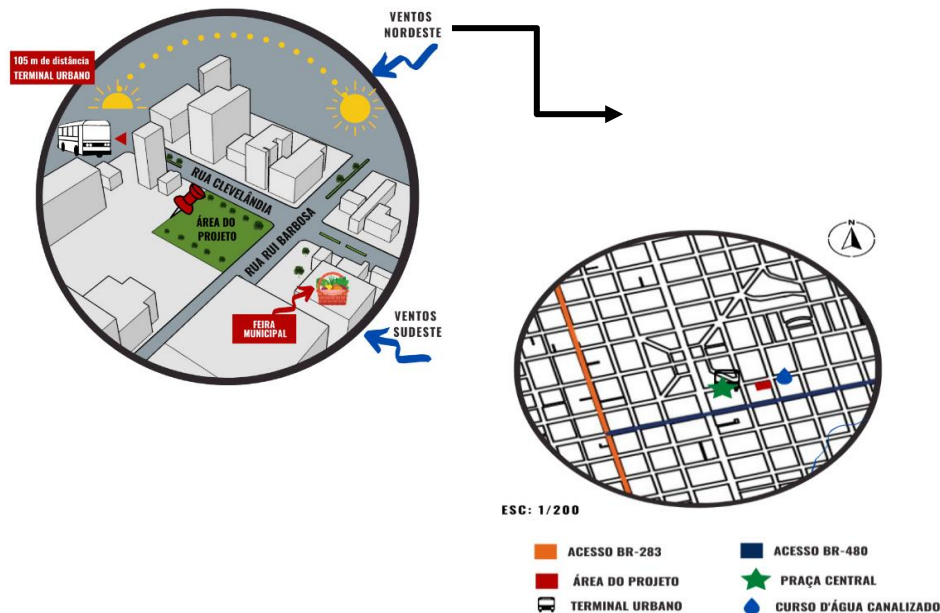 VENTOS
NORDESTE
105 m de distância
TERMINAL URBANO
RUA CLEVELÂNDIA
ÁREA DO
PROJETO
RUA RUI BARBOSA
FEIRA
MUNICIPAL
VENTOS
SUDESTE
N
ESC: 1/200
ACESSO BR-283
ACESSO BR-480
ÁREA DO PROJETO
PRAÇA CENTRAL
TERMINAL URBANO
CURSO D'ÁGUA CANALIZADO